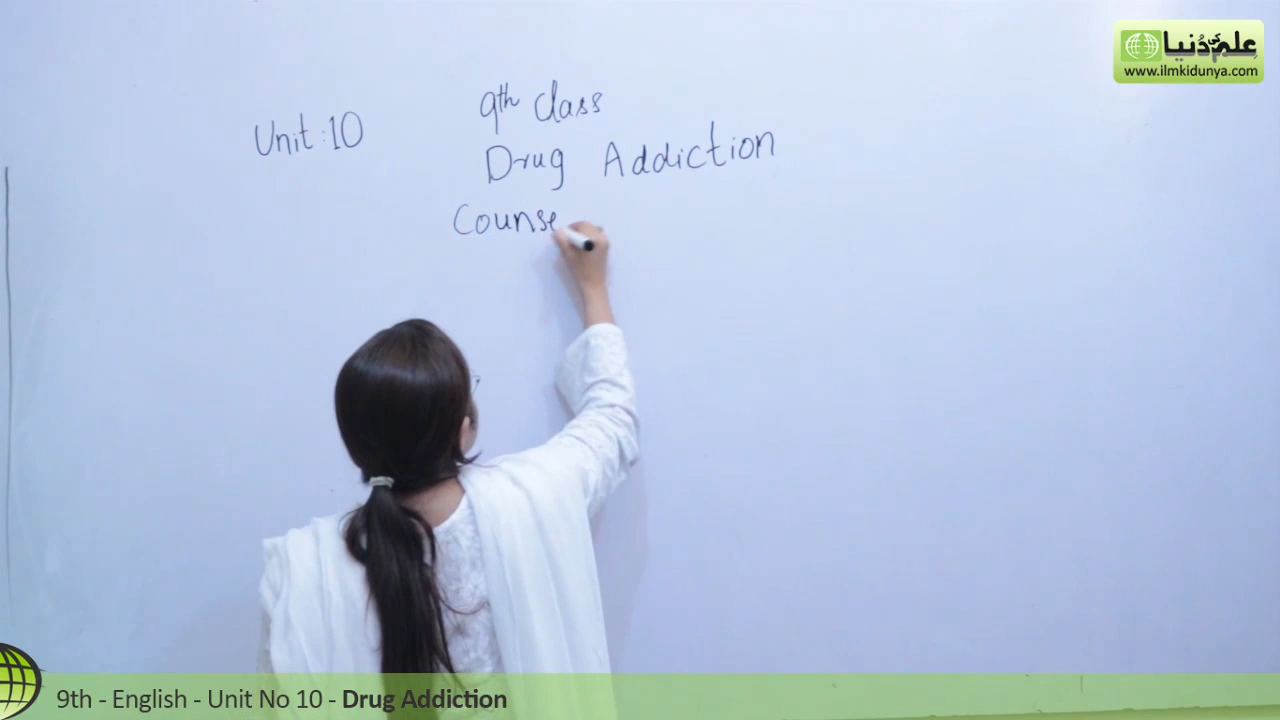 علم کی دُنیا
www.ilmkidunya.com
9th Class
Unit : 10
Drug Addiction
Counse
9th - English - Unit No 10 - Drug Addiction